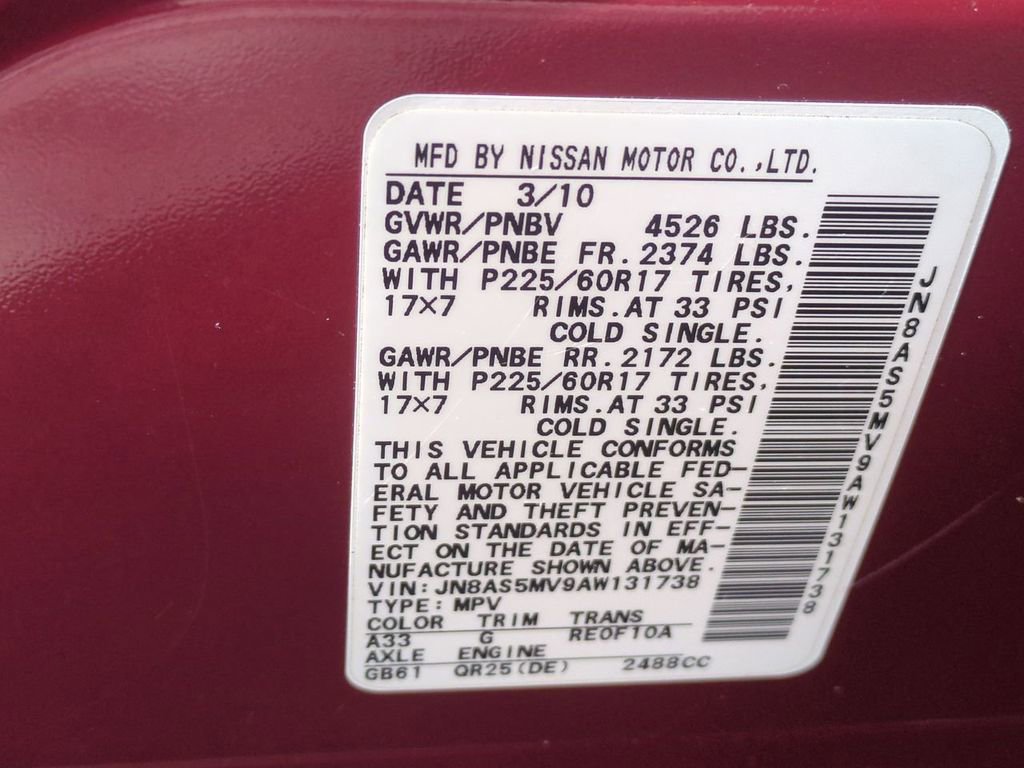 MFD BY NISSAN MOTOR CO.,LTD.
DATE 3/10
GVWR/PNBV 4526 LBS.
GAWR/PNBE FR. 2374 LBS.
WITH P225/60R17 TIRES,
17×7 RIMS. AT 33 PSI
COLD SINGLE.
GAWR/PNBE RR. 2172 LBS.
WITH P225/60R17 TIRES,
17×7 RIMS. AT 33 PSI
COLD SINGLE.
THIS VEHICLE CONFORMS
TO ALL APPLICABLE FED-
ERAL MOTOR VEHICLE SA-
FETY AND THEFT PREVEN-
TION STANDARDS IN EFF-
ECT ON THE DATE OF MA-
NUFACTURE SHOWN ABOVE.
VIN: JN8AS5MV9AW131738
TYPE: MPV
COLOR TRIM TRANS
A33 G RE0F10A
AXLE ENGINE
GB61 QR25(DE) 2488CC
JN8AS5MV9AW131738